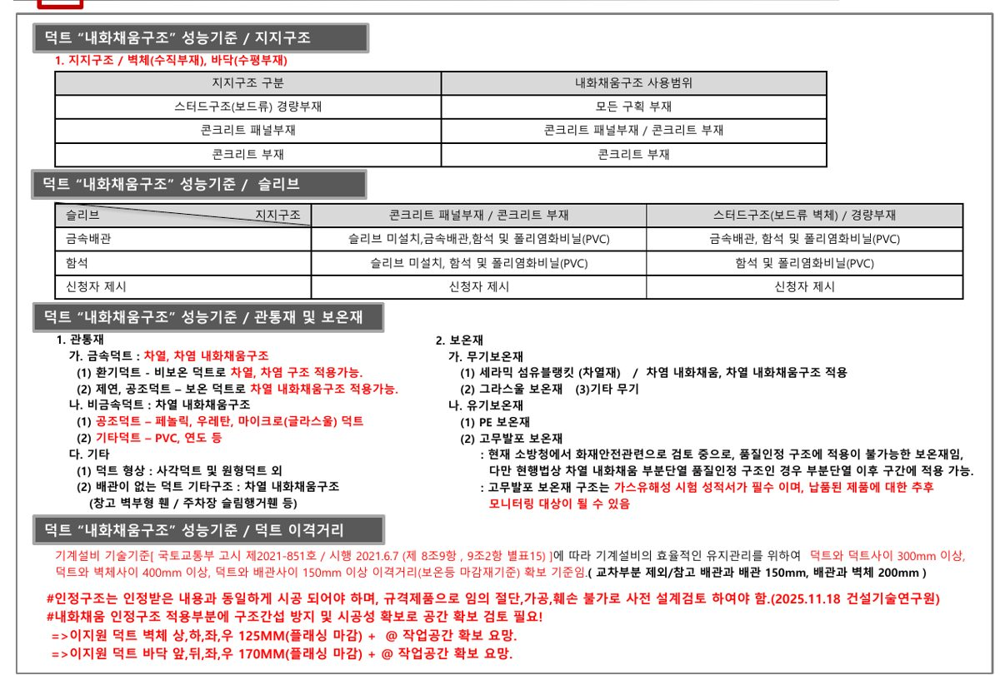 덕트 “내화채움구조” 성능기준 / 지지구조
1. 지지구조 / 벽체(수직부재), 바닥(수평부재)
지지구조 구분 내화채움구조 사용범위
스터드구조(보드류) 경량부재 모든 구획 부재
콘크리트 패널부재 콘크리트 패널부재 / 콘크리트 부재
콘크리트 부재 콘크리트 부재
덕트 “내화채움구조” 성능기준 / 슬리브
슬리브 지지구조 콘크리트 패널부재 / 콘크리트 부재 스터드구조(보드류 벽체) / 경량부재
금속배관 슬리브 미설치,금속배관,함석 및 폴리염화비닐(PVC) 금속배관, 함석 및 폴리염화비닐(PVC)
함석 슬리브 미설치, 함석 및 폴리염화비닐(PVC) 함석 및 폴리염화비닐(PVC)
신청자 제시 신청자 제시 신청자 제시
덕트 “내화채움구조” 성능기준 / 관통재 및 보온재
1. 관통재
가. 금속덕트 : 차열, 차염 내화채움구조
(1) 환기덕트 - 비보온 덕트로 차열, 차염 구조 적용가능.
(2) 제연, 공조덕트 – 보온 덕트로 차열 내화채움구조 적용가능.
나. 비금속덕트 : 차열 내화채움구조
(1) 공조덕트 – 페놀릭, 우레탄, 마이크로(글라스울) 덕트
(2) 기타덕트 – PVC, 연도 등
다. 기타
(1) 덕트 형상 : 사각덕트 및 원형덕트 외
(2) 배관이 없는 덕트 기타구조 : 차열 내화채움구조
(창고 벽부형 휀 / 주차장 슬림행거휀 등)
2. 보온재
가. 무기보온재
(1) 세라믹 섬유블랭킷 (차열재) / 차염 내화채움, 차열 내화채움구조 적용
(2) 그라스울 보온재 (3)기타 무기
나. 유기보온재
(1) PE 보온재
(2) 고무발포 보온재
: 현재 소방청에서 화재안전관련으로 검토 중으로, 품질인정 구조에 적용이 불가능한 보온재임,
다만 현행법상 차열 내화채움 부분단열 품질인정 구조인 경우 부분단열 이후 구간에 적용 가능.
: 고무발포 보온재 구조는 가스유해성 시험 성적서가 필수 이며, 납품된 제품에 대한 추후
모니터링 대상이 될 수 있음
덕트 “내화채움구조” 성능기준 / 덕트 이격거리
기계설비 기술기준[ 국토교통부 고시 제2021-851호 / 시행 2021.6.7 (제 8조9항 , 9조2항 별표15) ]에 따라 기계설비의 효율적인 유지관리를 위하여 덕트와 덕트사이 300mm 이상,
덕트와 벽체사이 400mm 이상, 덕트와 배관사이 150mm 이상 이격거리(보온등 마감재기준) 확보 기준임.( 교차부분 제외/참고 배관과 배관 150mm, 배관과 벽체 200mm )
#인정구조는 인정받은 내용과 동일하게 시공 되어야 하며, 규격제품으로 임의 절단,가공,훼손 불가로 사전 설계검토 하여야 함.(2025.11.18 건설기술연구원)
#내화채움 인정구조 적용부분에 구조간섭 방지 및 시공성 확보로 공간 확보 검토 필요!
=>이지원 덕트 벽체 상,하,좌,우 125MM(플래싱 마감) + @ 작업공간 확보 요망.
=>이지원 덕트 바닥 앞,뒤,좌,우 170MM(플래싱 마감) + @ 작업공간 확보 요망.